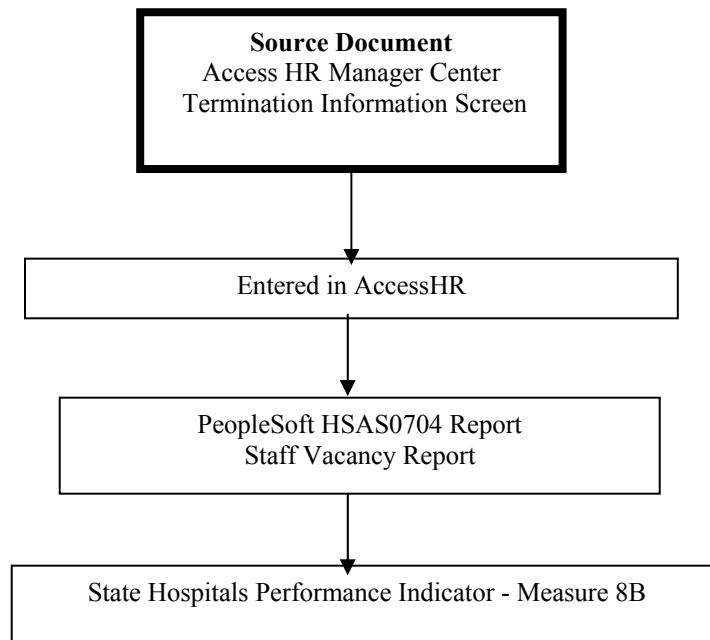 Source Document
Access HR Manager Center
Termination Information Screen
Entered in AccessHR
PeopleSoft HSAS0704 Report
Staff Vacancy Report
State Hospitals Performance Indicator - Measure 8B